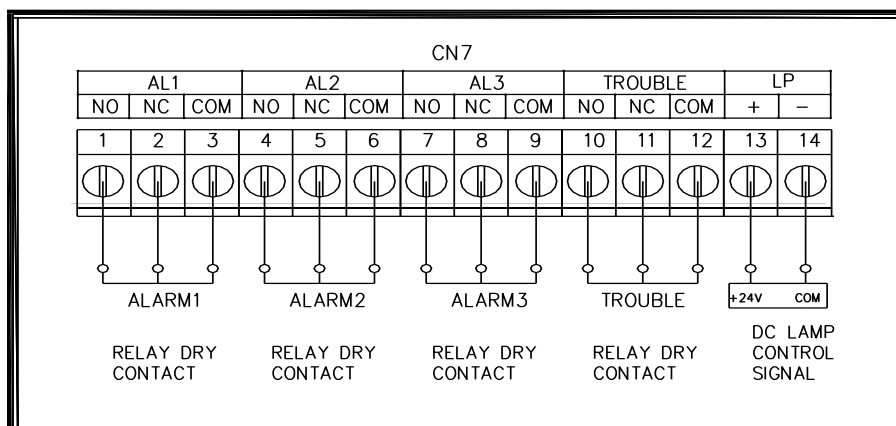 CN7
AL1 AL2 AL3 TROUBLE LP
NO NC COM NO NC COM NO NC COM NO NC COM + −
1 2 3 4 5 6 7 8 9 10 11 12 13 14
ALARM1 ALARM2 ALARM3 TROUBLE +24V COM
RELAY DRY CONTACT
RELAY DRY CONTACT
RELAY DRY CONTACT
RELAY DRY CONTACT
DC LAMP
CONTROL
SIGNAL